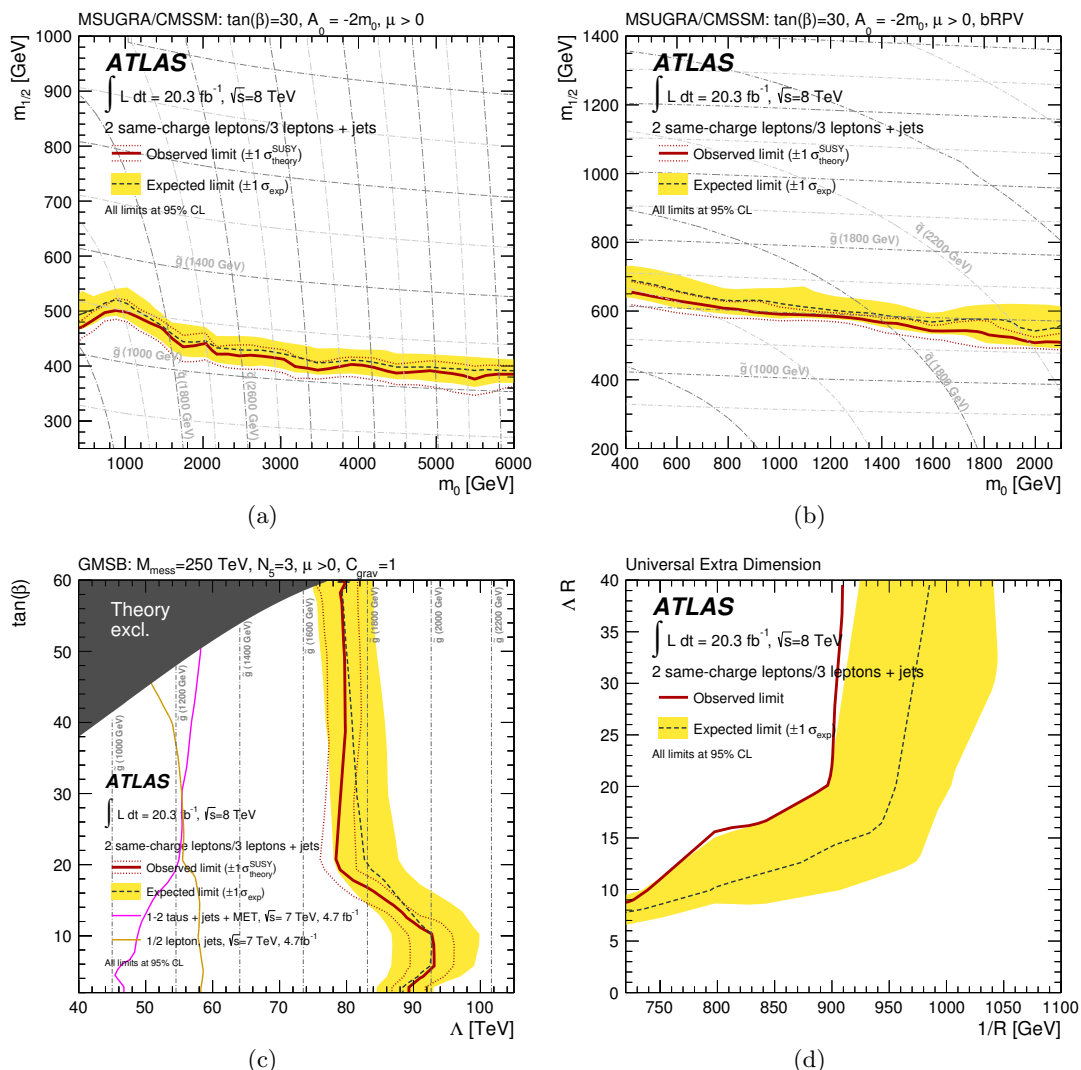 MSUGRA/CMSSM: tan(β)=30, A₀ = -2m₀, μ > 0
m₁/₂ [GeV]
1000
900
800
700
600
500
400
300
ATLAS
∫ L dt = 20.3 fb⁻¹, √s=8 TeV
2 same-charge leptons/3 leptons + jets
Observed limit (±1 σ^SUSY_theory)
Expected limit (±1 σ_exp)
All limits at 95% CL
g̃ (1400 GeV)
g̃ (1000 GeV)
q̃ (1800 GeV)
q̃ (2600 GeV)
1000 2000 3000 4000 5000 6000
m₀ [GeV]
(a)
MSUGRA/CMSSM: tan(β)=30, A₀ = -2m₀, μ > 0, bRPV
m₁/₂ [GeV]
1400
1200
1000
800
600
400
200
ATLAS
∫ L dt = 20.3 fb⁻¹, √s=8 TeV
2 same-charge leptons/3 leptons + jets
Observed limit (±1 σ^SUSY_theory)
Expected limit (±1 σ_exp)
All limits at 95% CL
g̃ (1800 GeV)
q̃ (2200 GeV)
g̃ (1000 GeV)
q̃ (1800 GeV)
400 600 800 1000 1200 1400 1600 1800 2000
m₀ [GeV]
(b)
GMSB: M_mess=250 TeV, N₅=3, μ >0, C_grav=1
tan(β)
60
50
40
30
20
10
Theory
excl.
g̃ (1000 GeV)
g̃ (1200 GeV)
g̃ (1400 GeV)
g̃ (1600 GeV)
g̃ (1800 GeV)
g̃ (2000 GeV)
g̃ (2200 GeV)
ATLAS
∫ L dt = 20.3 fb⁻¹, √s=8 TeV
2 same-charge leptons/3 leptons + jets
Observed limit (±1 σ^SUSY_theory)
Expected limit (±1 σ_exp)
1-2 taus + jets + MET, √s= 7 TeV, 4.7 fb⁻¹
1/2 lepton, jets, √s=7 TeV, 4.7fb⁻¹
All limits at 95% CL
40 50 60 70 80 90 100
Λ [TeV]
(c)
Universal Extra Dimension
Λ R
40
35
30
25
20
15
10
5
0
ATLAS
∫ L dt = 20.3 fb⁻¹, √s=8 TeV
2 same-charge leptons/3 leptons + jets
Observed limit
Expected limit (±1 σ_exp)
All limits at 95% CL
750 800 850 900 950 1000 1050 1100
1/R [GeV]
(d)